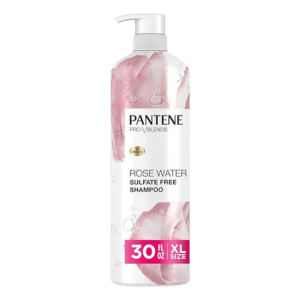 PANTENE
PRO-V BLENDS
ROSE WATER
SULFATE FREE
SHAMPOO
30 FL OZ
XL SIZE